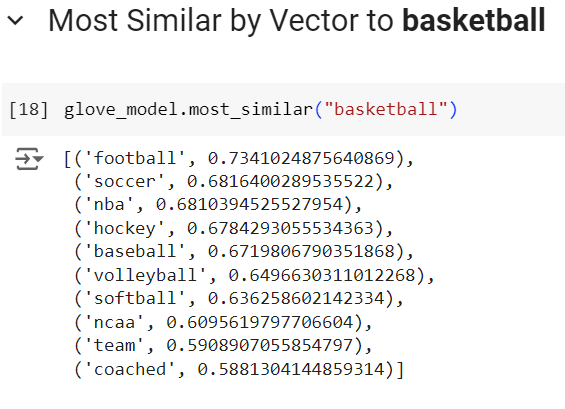 Most Similar by Vector to basketball
[18] glove_model.most_similar("basketball")
[('football', 0.7341024875640869),
('soccer', 0.6816400289535522),
('nba', 0.6810394525527954),
('hockey', 0.6784293055534363),
('baseball', 0.6719806790351868),
('volleyball', 0.6496630311012268),
('softball', 0.636258602142334),
('ncaa', 0.6095619797706604),
('team', 0.5908907055854797),
('coached', 0.5881304144859314)]